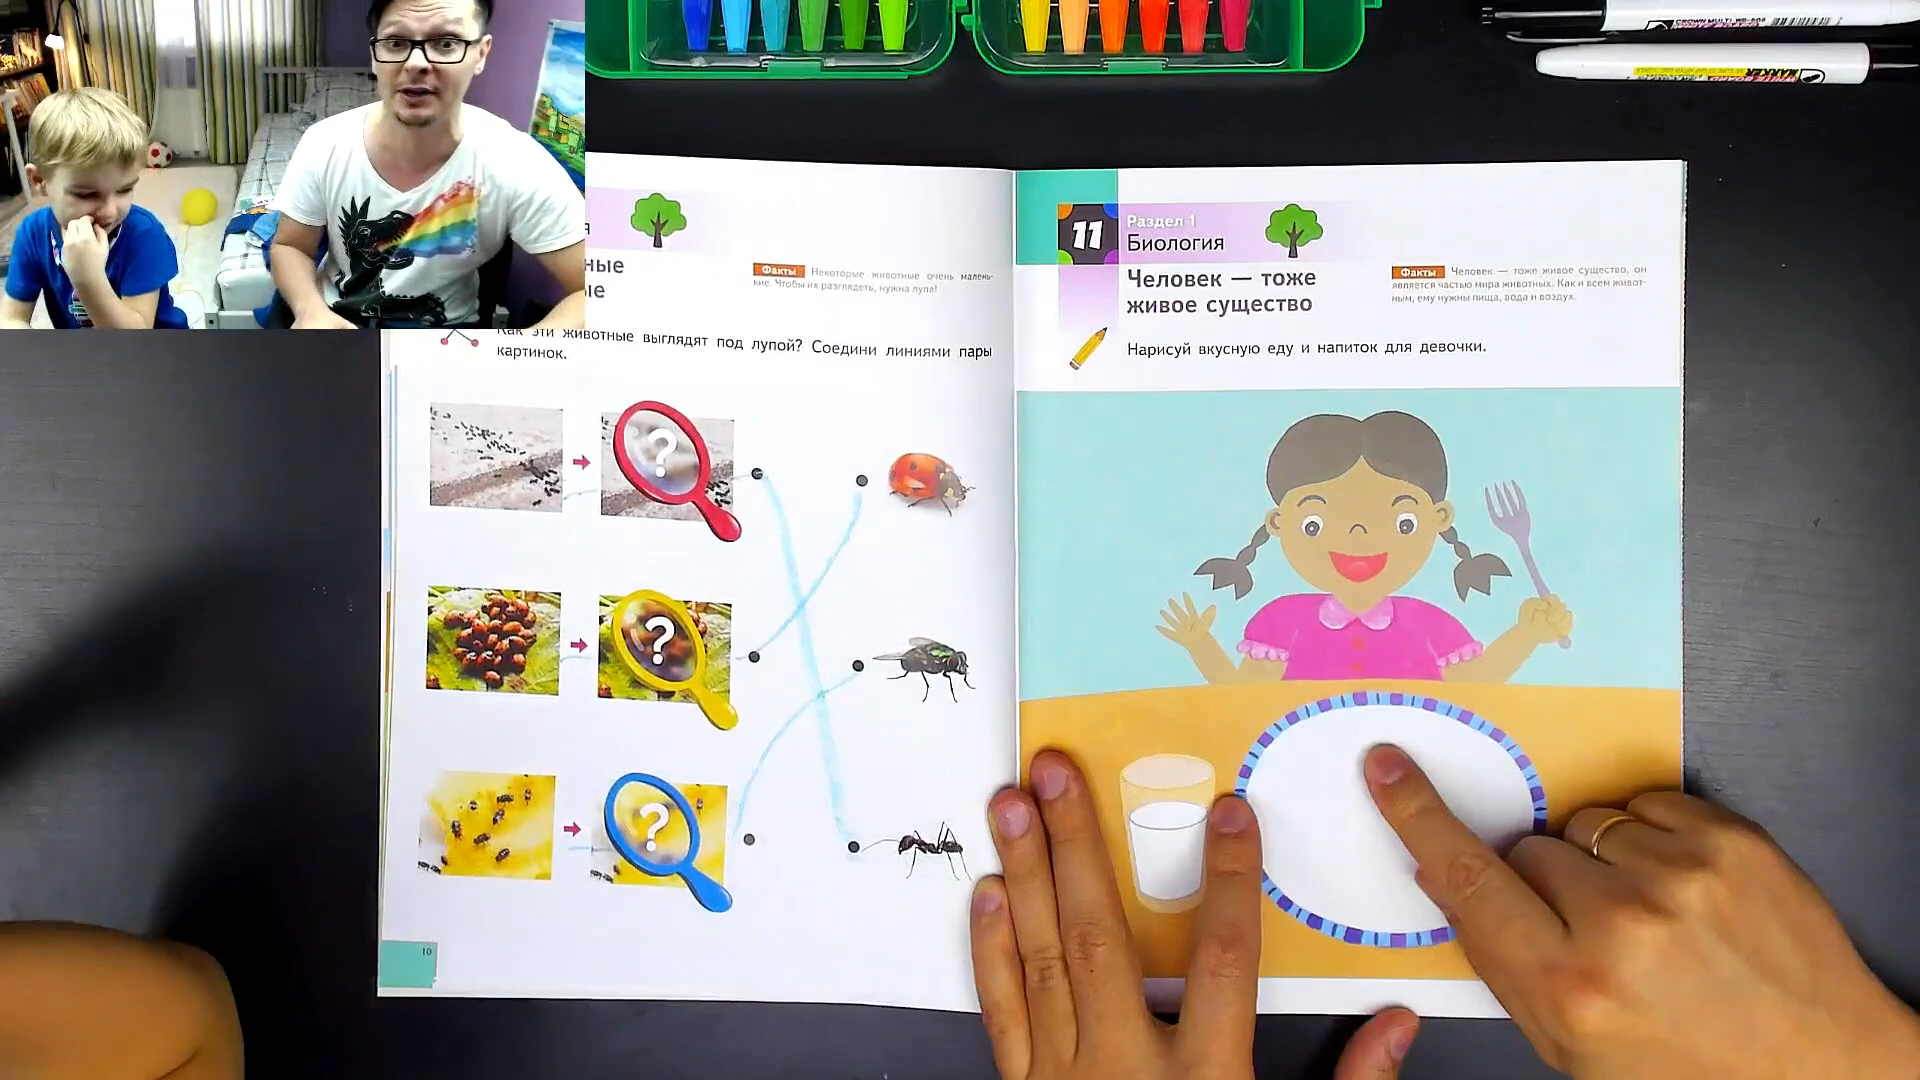 ные
ые
Факты Некоторые животные очень малень-
кие. Чтобы их разглядеть, нужна лупа!
Как эти животные выглядят под лупой? Соедини линиями пары
картинок.
?
?
?
10
11
Раздел 1
Биология
Человек — тоже
живое существо
Факты Человек — тоже живое существо, он
является частью мира животных. Как и всем живот-
ным, ему нужны пища, вода и воздух.
Нарисуй вкусную еду и напиток для девочки.
MARKER